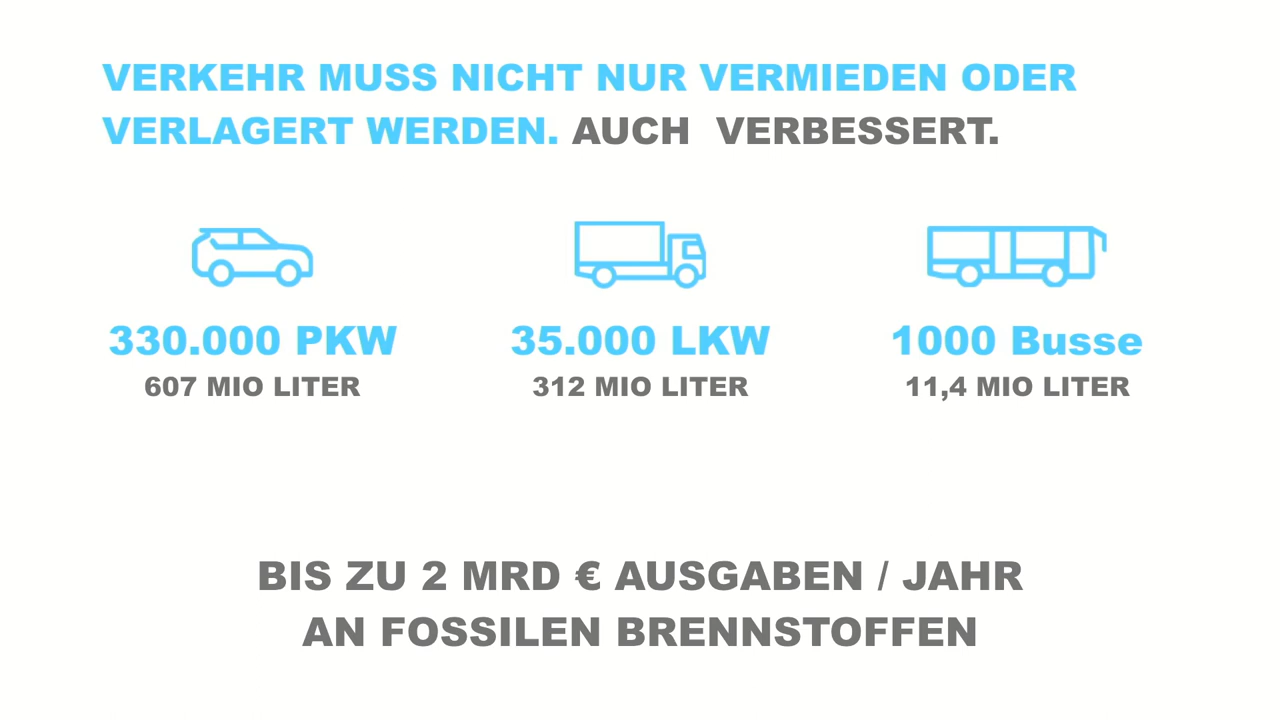 VERKEHR MUSS NICHT NUR VERMIEDEN ODER
VERLAGERT WERDEN. AUCH VERBESSERT.
330.000 PKW
607 MIO LITER
35.000 LKW
312 MIO LITER
1000 Busse
11,4 MIO LITER
BIS ZU 2 MRD € AUSGABEN / JAHR
AN FOSSILEN BRENNSTOFFEN